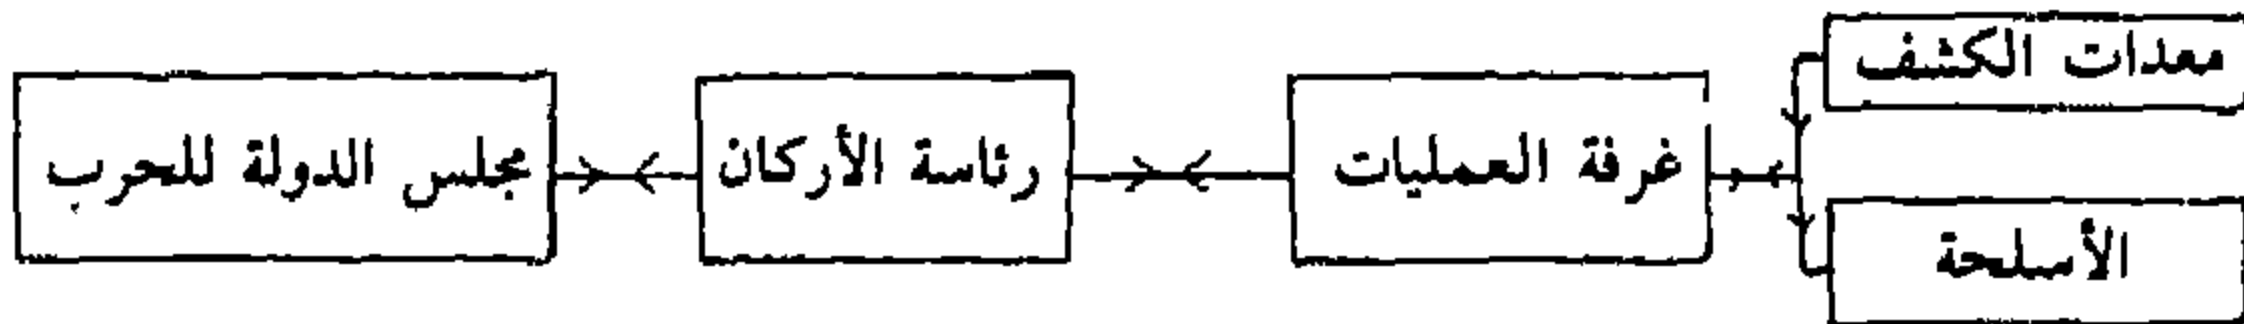 معدات الكشف
الأسلحة
غرفة العمليات
رئاسة الأركان
مجلس الدولة للحرب